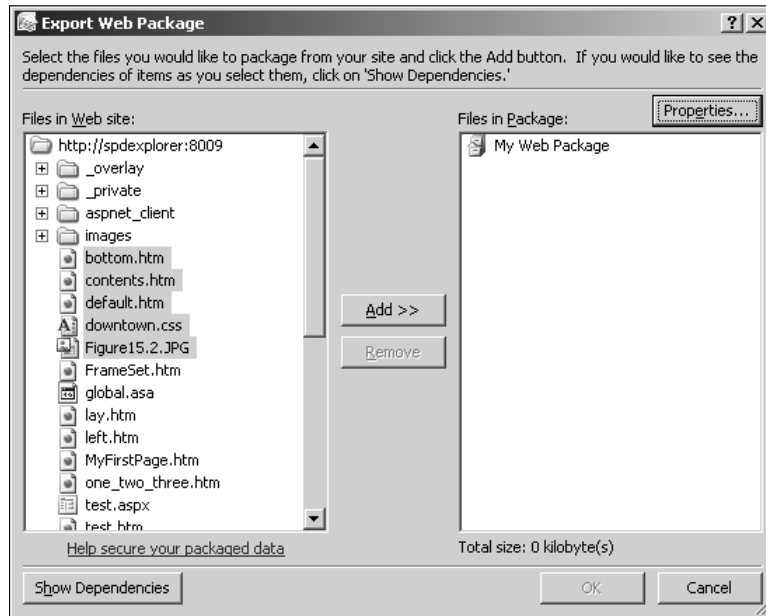 Export Web Package
Select the files you would like to package from your site and click the Add button. If you would like to see the
dependencies of items as you select them, click on 'Show Dependencies.'
Files in Web site:
http://spdexplorer:8009
_overlay
_private
aspnet_client
images
bottom.htm
contents.htm
default.htm
downtown.css
Figure15.2.JPG
FrameSet.htm
global.asa
lay.htm
left.htm
MyFirstPage.htm
one_two_three.htm
test.aspx
test.htm
Help secure your packaged data
Add >>
Remove
Files in Package:
Properties...
My Web Package
Total size: 0 kilobyte(s)
Show Dependencies
OK
Cancel